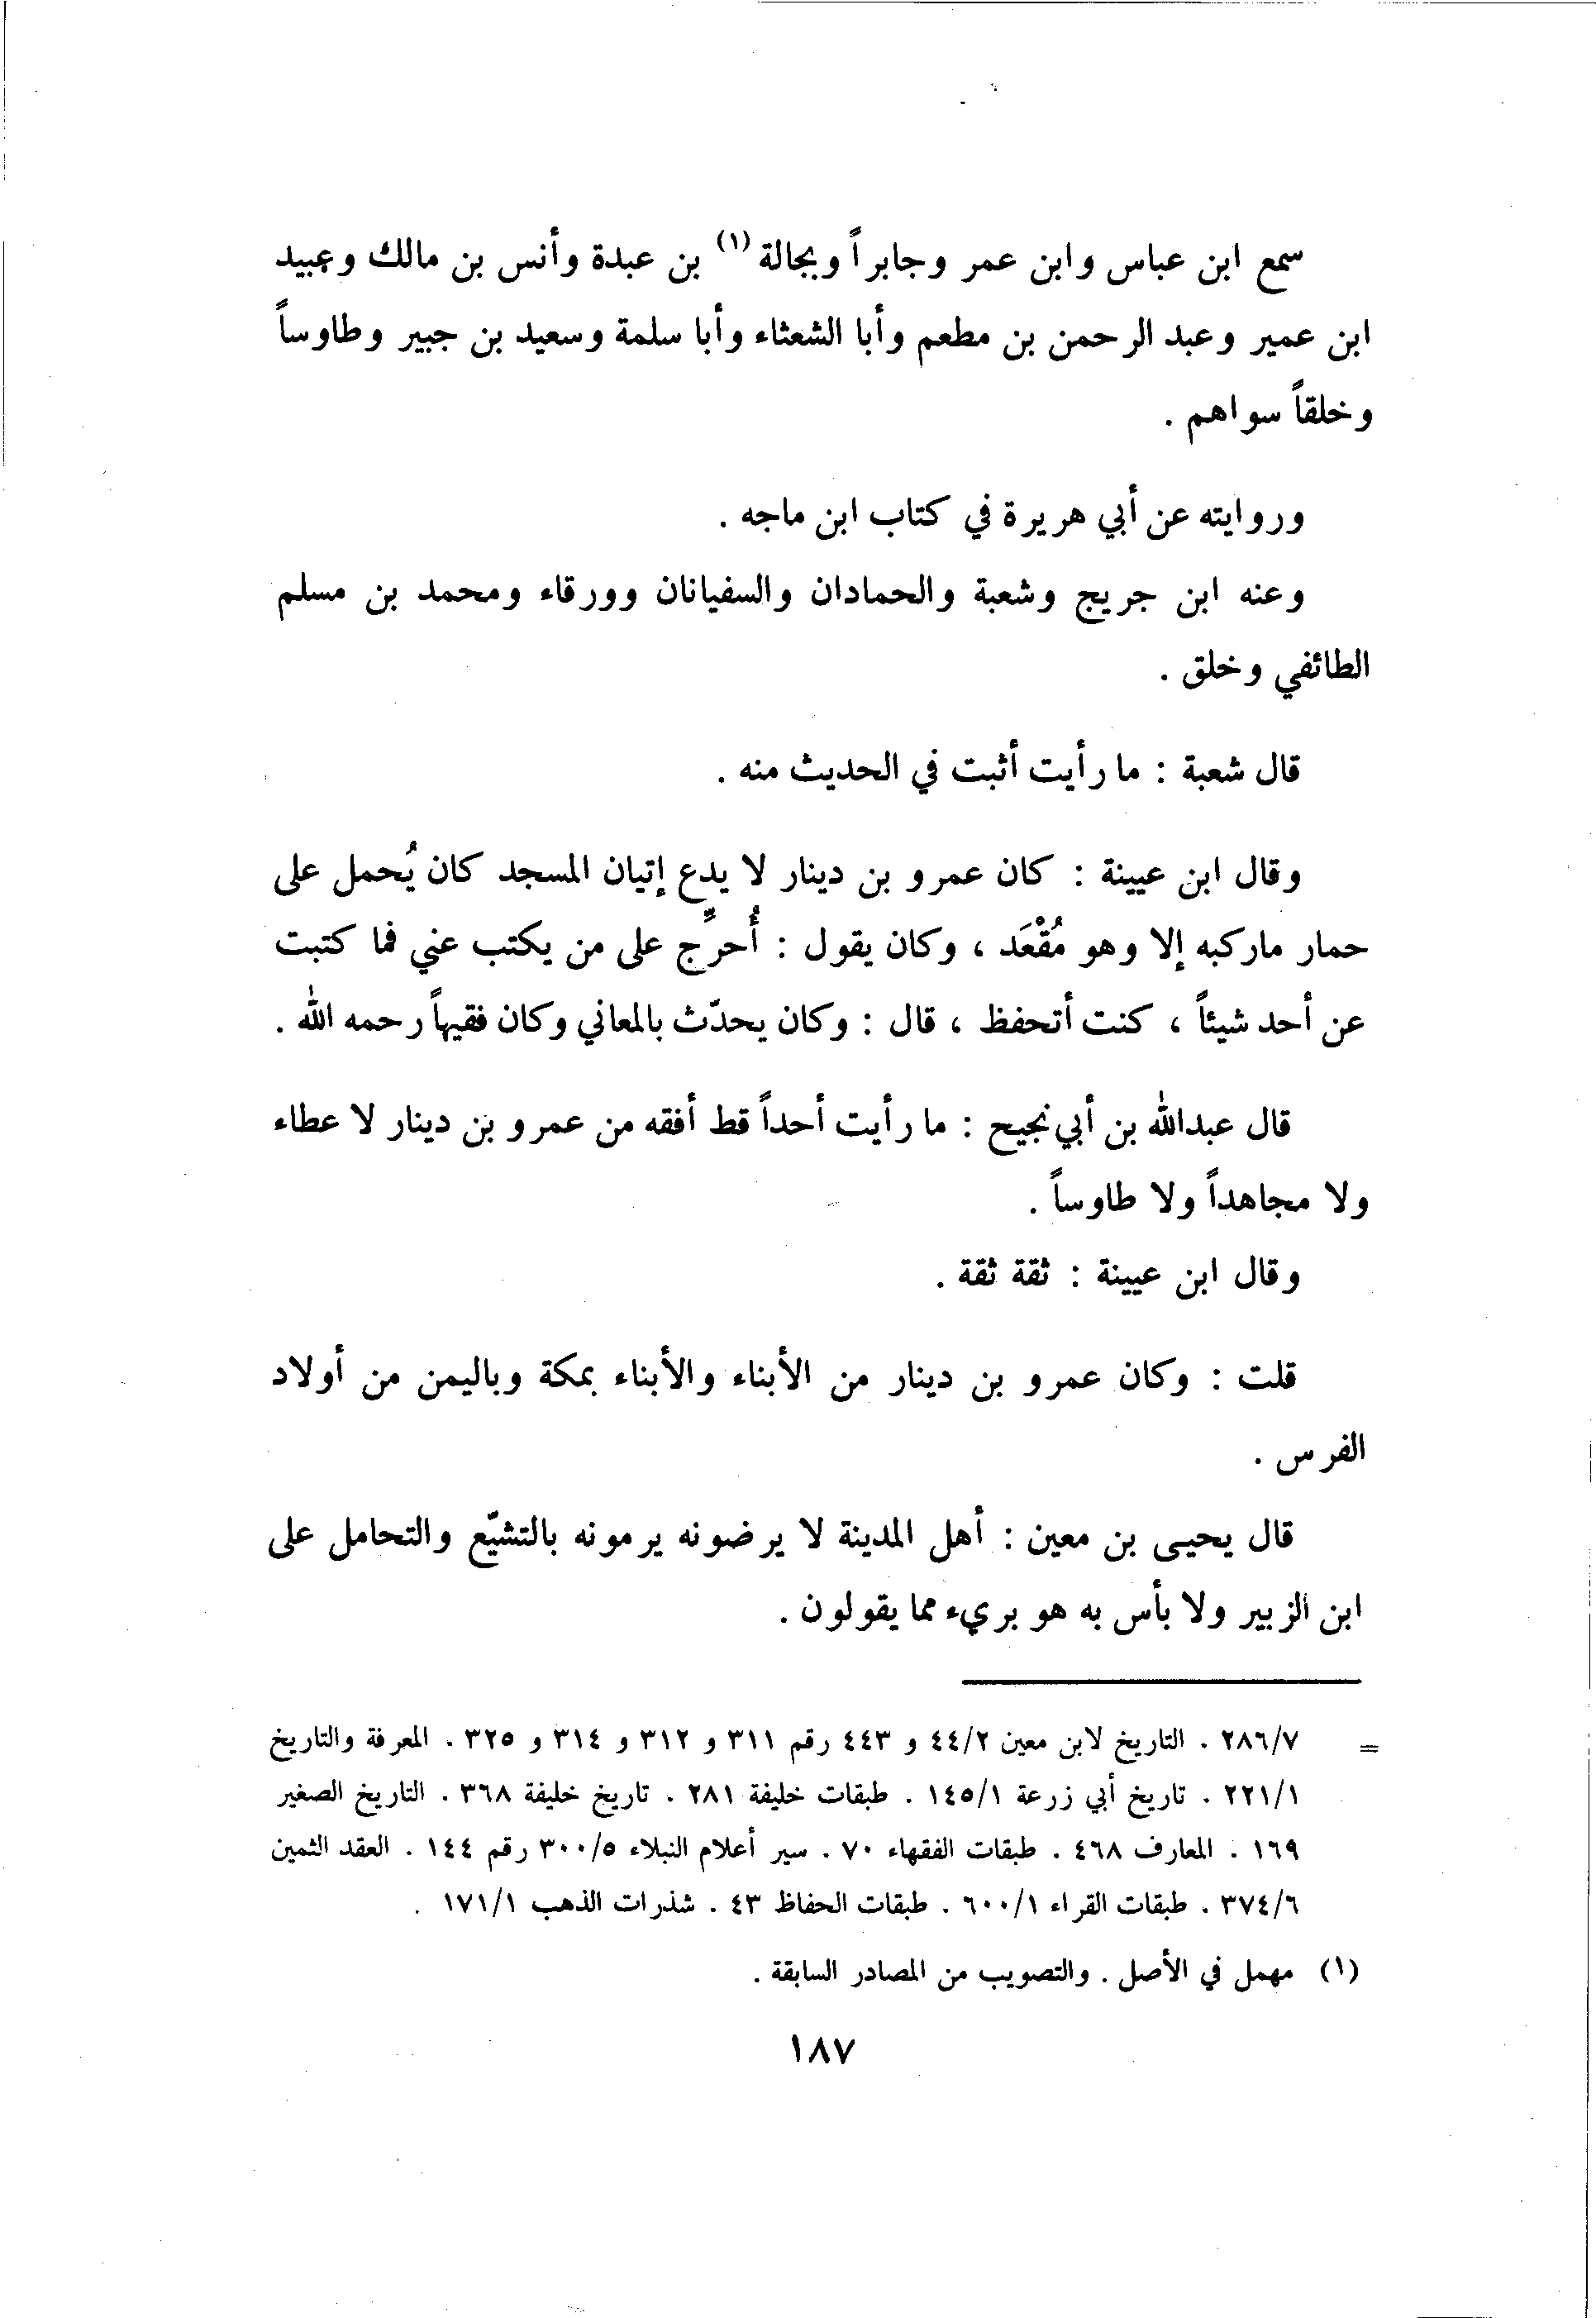 سمع ابن عباس وابن عمر وجابراً وبجالة (١) بن عبدة وأنس بن مالك وعبيد
ابن عمير وعبد الرحمن بن مطعم وأبا الشعثاء وأبا سلمة وسعيد بن جبير وطاوساً
وخلقاً سواهم .
وروايته عن أبي هريرة في كتاب ابن ماجه .
وعنه ابن جريج وشعبة والحمادان والسفيانان وورقاء ومحمد بن مسلم
الطائفي وخلق .
قال شعبة : ما رأيت أثبت في الحديث منه .
وقال ابن عيينة : كان عمرو بن دينار لا يدع إتيان المسجد كان يُحمل على
حمار ماركبه إلا وهو مُقْعَد ، وكان يقول : أُحرِّج على من يكتب عني فما كتبت
عن أحد شيئاً ، كنت أتحفظ ، قال : وكان يحدّث بالمعاني وكان فقيهاً رحمه الله .
قال عبدالله بن أبي نجيح : ما رأيت أحداً قط أفقه من عمرو بن دينار لا عطاء
ولا مجاهداً ولا طاوساً .
وقال ابن عيينة : ثقة ثقة .
قلت : وكان عمرو بن دينار من الأبناء والأبناء بمكة وباليمن من أولاد
الفرس .
قال يحيى بن معين : أهل المدينة لا يرضونه يرمونه بالتشيّع والتحامل على
ابن الزبير ولا بأس به هو بريء مما يقولون .
= ٢٨٦/٧ . التاريخ لابن معين ٤٤/٢ و ٤٤٣ رقم ٣١١ و ٣١٢ و ٣١٤ و ٣٢٥ . المعرفة والتاريخ
٢٢١/١ . تاريخ أبي زرعة ١٤٥/١ . طبقات خليفة ٢٨١ . تاريخ خليفة ٣٦٨ . التاريخ الصغير
١٦٩ . المعارف ٤٦٨ . طبقات الفقهاء ٧٠ . سير أعلام النبلاء ٣٠٠/٥ رقم ١٤٤ . العقد الثمين
٣٧٤/٦ . طبقات القراء ٦٠٠/١ . طبقات الحفاظ ٤٣ . شذرات الذهب ١٧١/١ .
(١) مهمل في الأصل . والتصويب من المصادر السابقة .
١٨٧